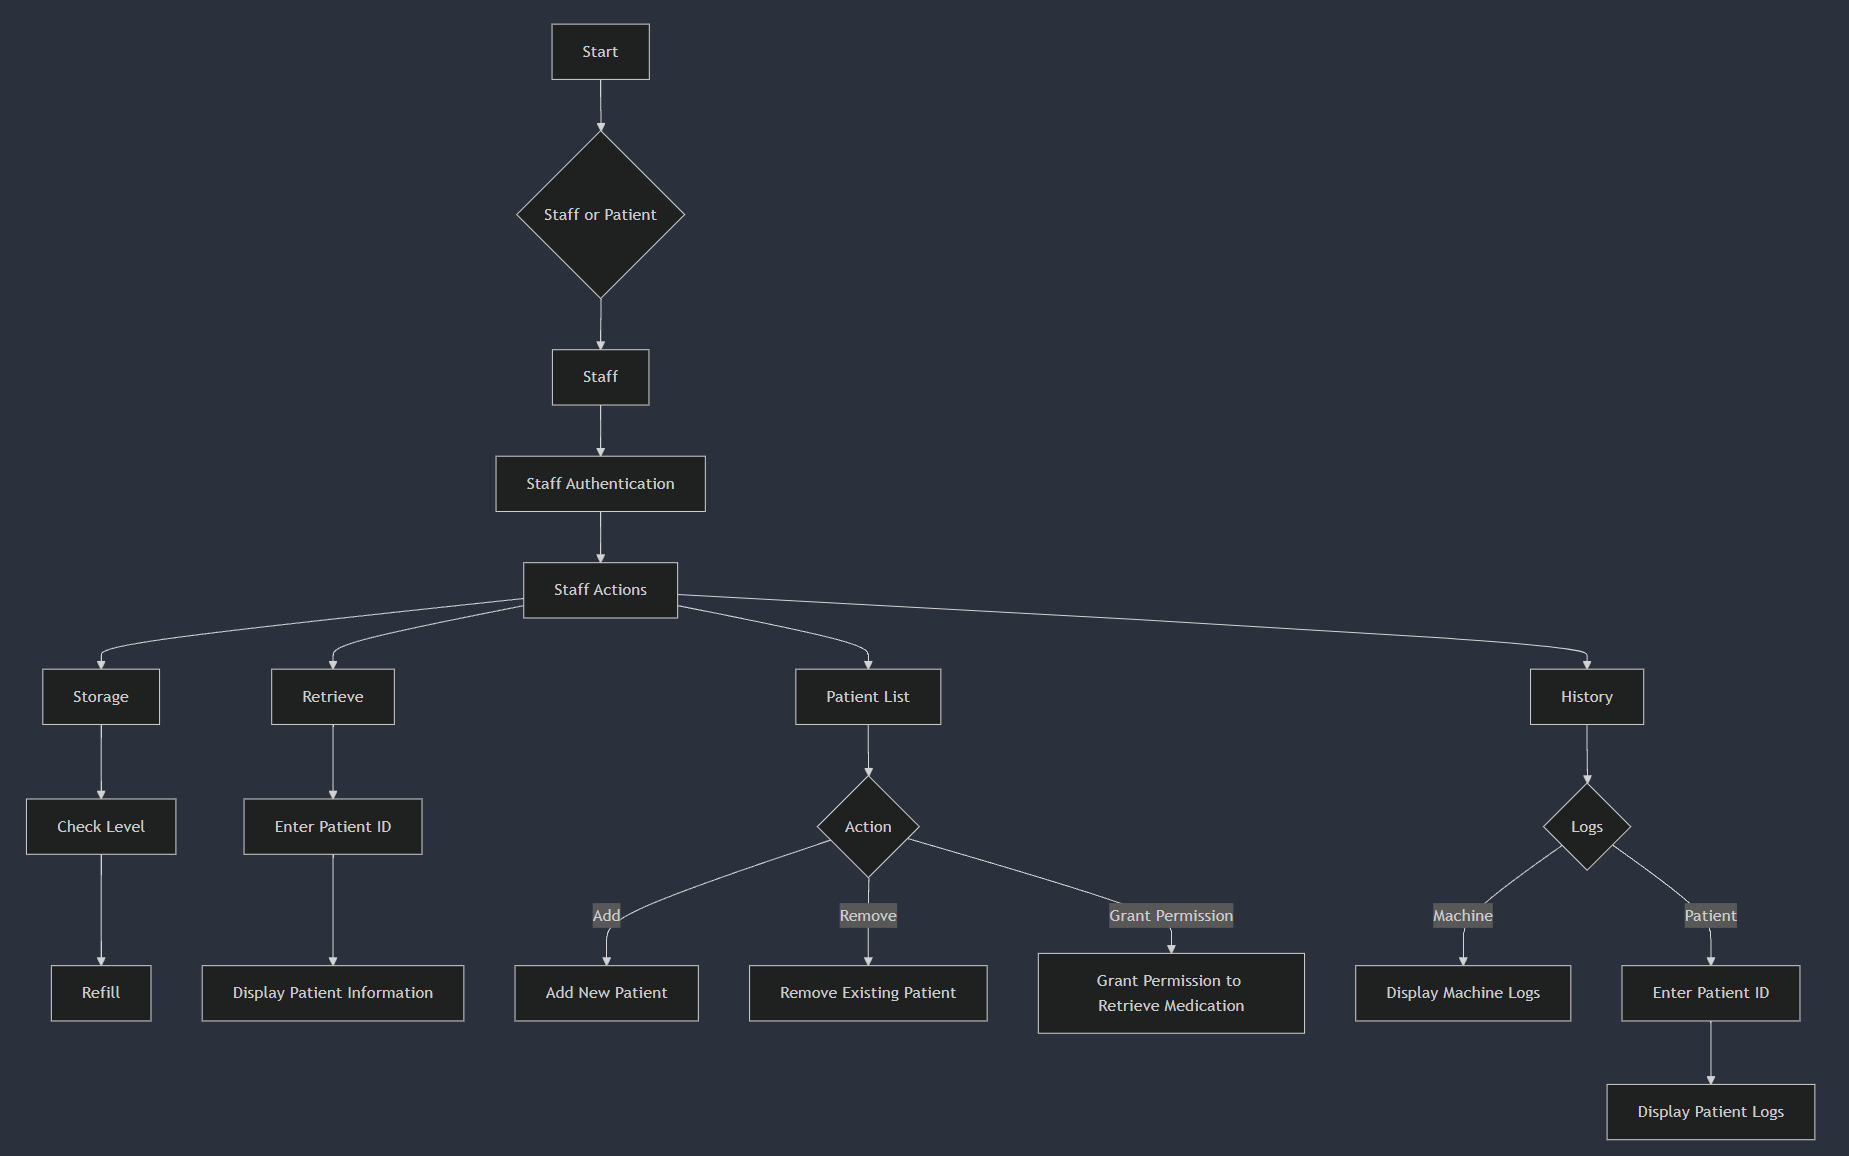 Start
Staff or Patient
Staff
Staff Authentication
Staff Actions
Storage
Retrieve
Patient List
History
Check Level
Enter Patient ID
Action
Logs
Add
Remove
Grant Permission
Machine
Patient
Refill
Display Patient Information
Add New Patient
Remove Existing Patient
Grant Permission to
Retrieve Medication
Display Machine Logs
Enter Patient ID
Display Patient Logs